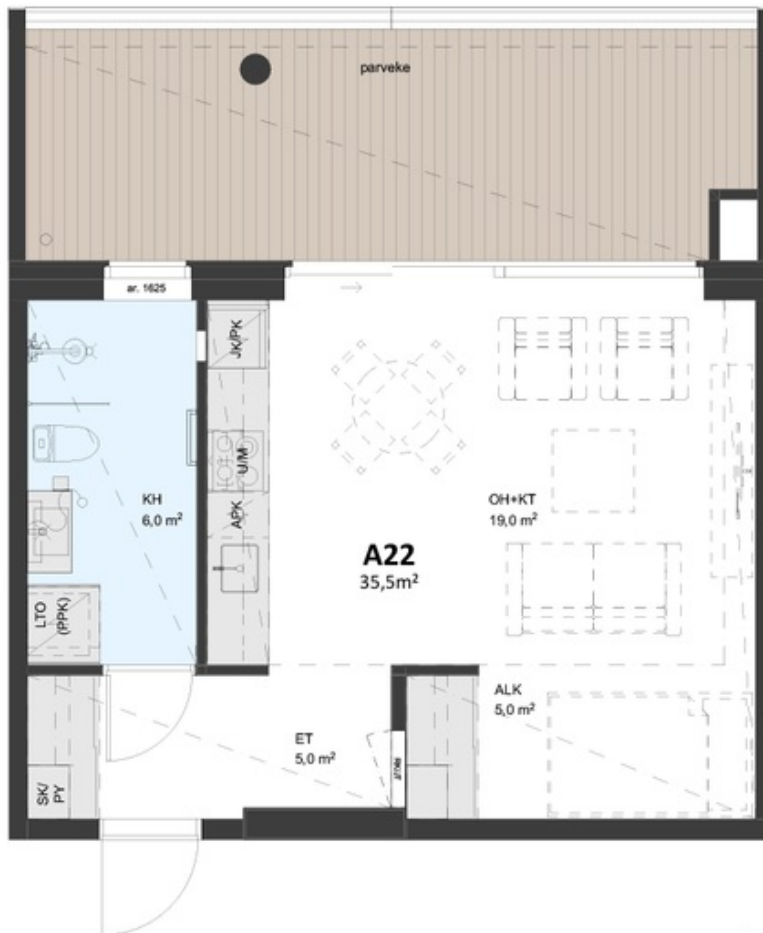 parveke
ar. 1625
JK/PK
U/M
APK
KH
6,0 m²
OH+KT
19,0 m²
A22
35,5m²
LTO
(PPK)
ALK
5,0 m²
ET
5,0 m²
SK/
PY